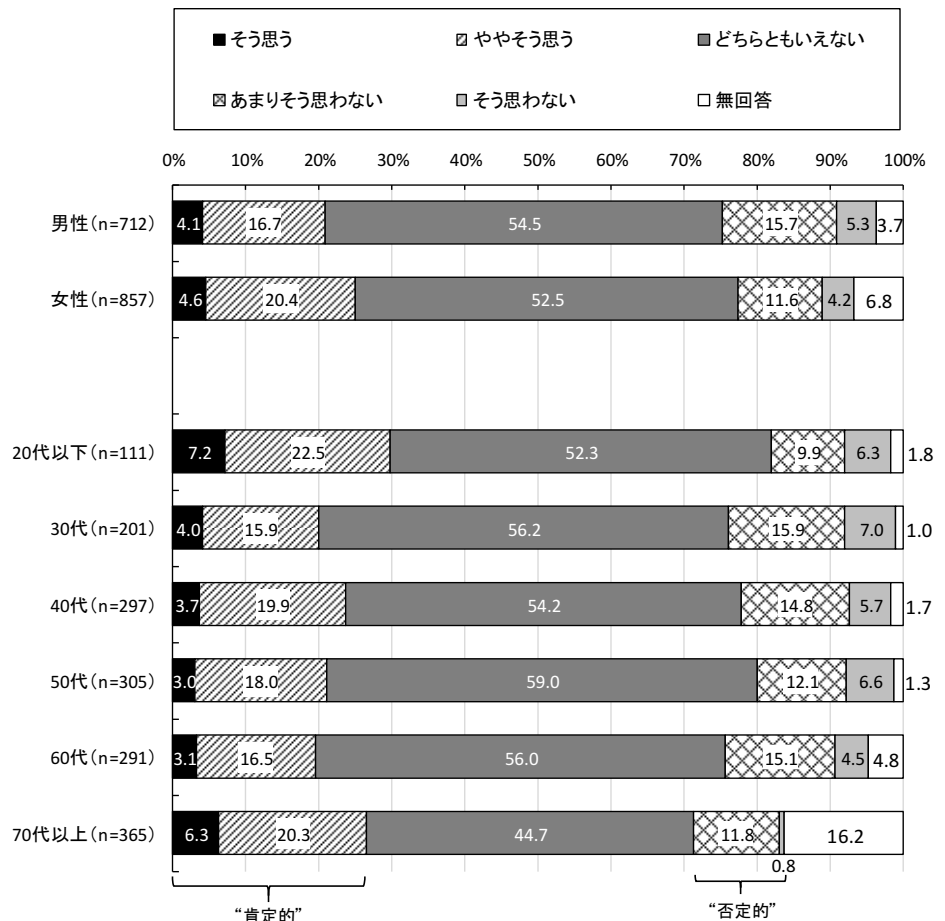 ■そう思う ▨ややそう思う ■どちらともいえない
▨あまりそう思わない ■そう思わない □無回答
0% 10% 20% 30% 40% 50% 60% 70% 80% 90% 100%
男性(n=712) 4.1 16.7 54.5 15.7 5.3 3.7
女性(n=857) 4.6 20.4 52.5 11.6 4.2 6.8
20代以下(n=111) 7.2 22.5 52.3 9.9 6.3 1.8
30代(n=201) 4.0 15.9 56.2 15.9 7.0 1.0
40代(n=297) 3.7 19.9 54.2 14.8 5.7 1.7
50代(n=305) 3.0 18.0 59.0 12.1 6.6 1.3
60代(n=291) 3.1 16.5 56.0 15.1 4.5 4.8
70代以上(n=365) 6.3 20.3 44.7 11.8 0.8 16.2
“肯定的” “否定的”